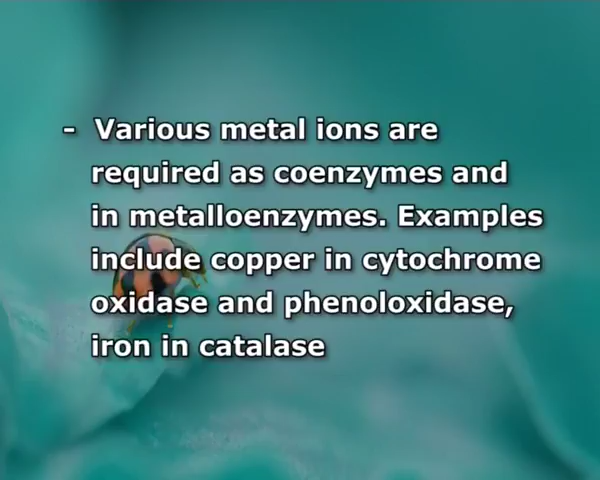 - Various metal ions are
required as coenzymes and
in metalloenzymes. Examples
include copper in cytochrome
oxidase and phenoloxidase,
iron in catalase